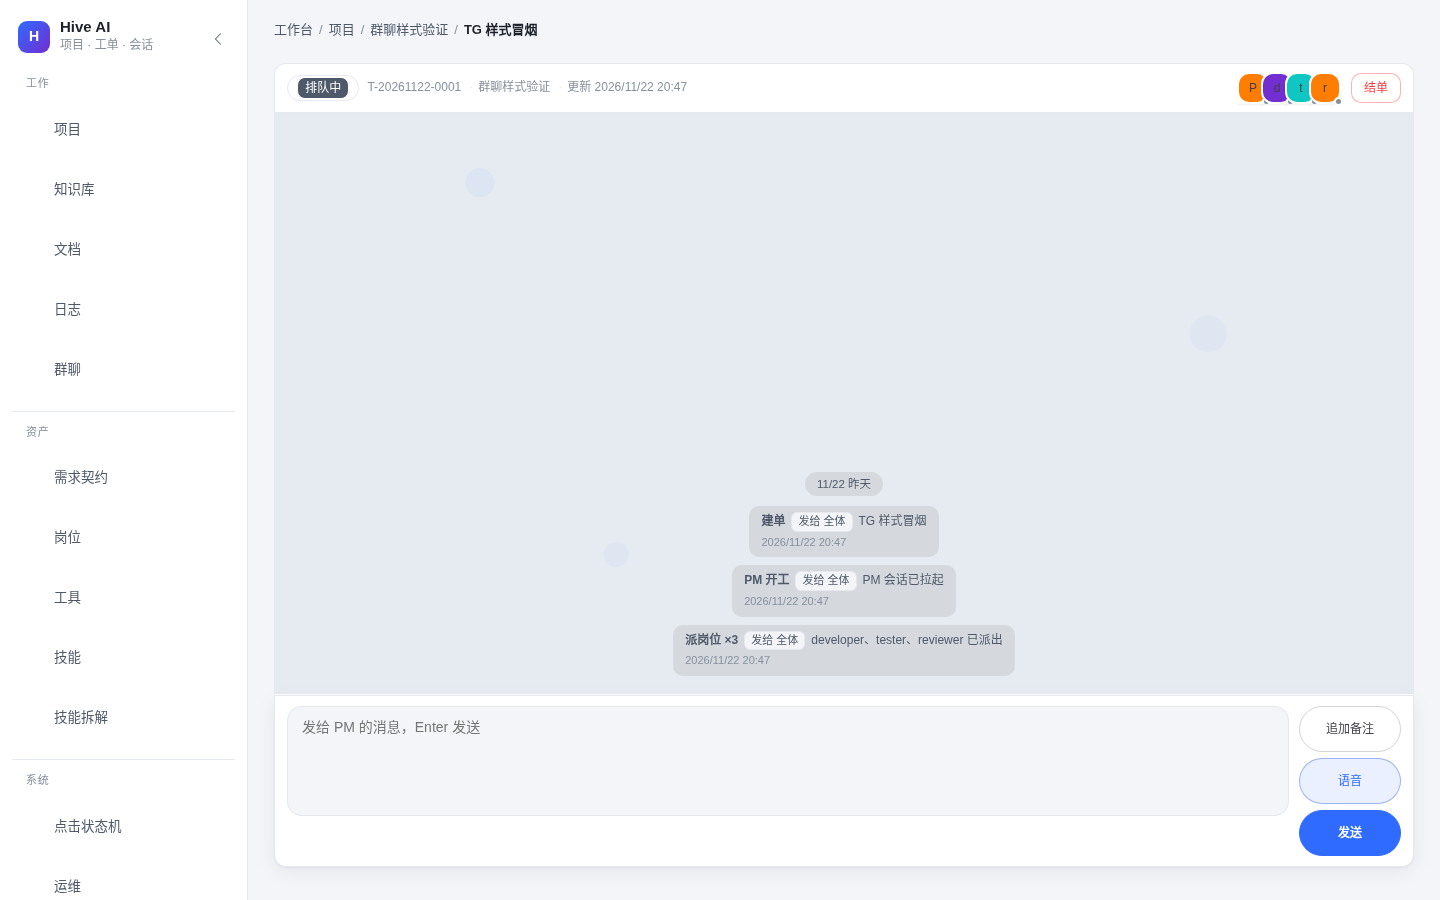 H
Hive AI
项目 · 工单 · 会话
工作
项目
知识库
文档
日志
群聊
资产
需求契约
岗位
工具
技能
技能拆解
系统
点击状态机
运维
工作台 / 项目 / 群聊样式验证 / TG 样式冒烟
排队中 T-20261122-0001 · 群聊样式验证 · 更新 2026/11/22 20:47
P d t r 结单
11/22 昨天
建单 发给 全体 TG 样式冒烟
2026/11/22 20:47
PM 开工 发给 全体 PM 会话已拉起
2026/11/22 20:47
派岗位 ×3 发给 全体 developer、tester、reviewer 已派出
2026/11/22 20:47
发给 PM 的消息，Enter 发送
追加备注
语音
发送